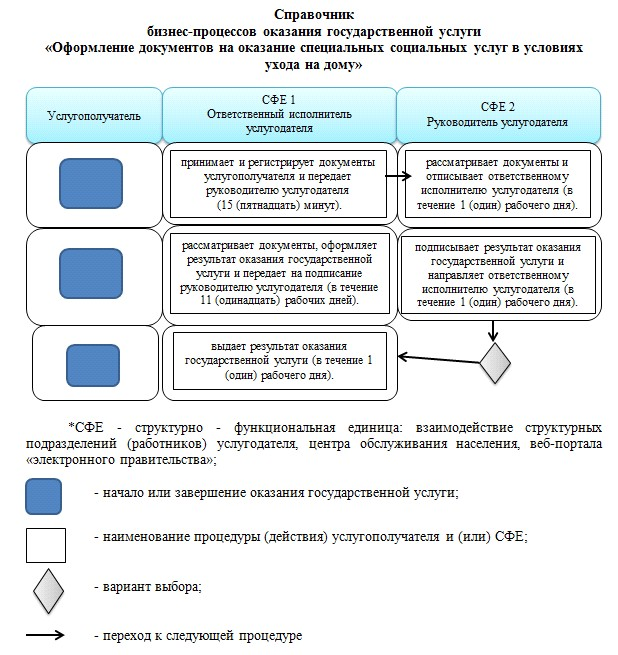 Справочник
бизнес-процессов оказания государственной услуги
«Оформление документов на оказание специальных социальных услуг в условиях
ухода на дому»
Услугополучатель
СФЕ 1
Ответственный исполнитель
услугодателя
СФЕ 2
Руководитель услугодателя
принимает и регистрирует документы
услугополучателя и передает
руководителю услугодателя
(15 (пятнадцать) минут).
рассматривает документы и
отписывает ответственному
исполнителю услугодателя (в
течение 1 (один) рабочего дня).
рассматривает документы, оформляет
результат оказания государственной
услуги и передает на подписание
руководителю услугодателя (в течение
11 (одинадцать) рабочих дней).
подписывает результат оказания
государственной услуги и
направляет ответственному
исполнителю услугодателя (в
течение 1 (один) рабочего дня).
выдает результат оказания
государственной услуги (в течение 1
(один) рабочего дня).
*СФЕ - структурно - функциональная единица: взаимодействие структурных
подразделений (работников) услугодателя, центра обслуживания населения, веб-портала
«электронного правительства»;
- начало или завершение оказания государственной услуги;
- наименование процедуры (действия) услугополучателя и (или) СФЕ;
- вариант выбора;
- переход к следующей процедуре